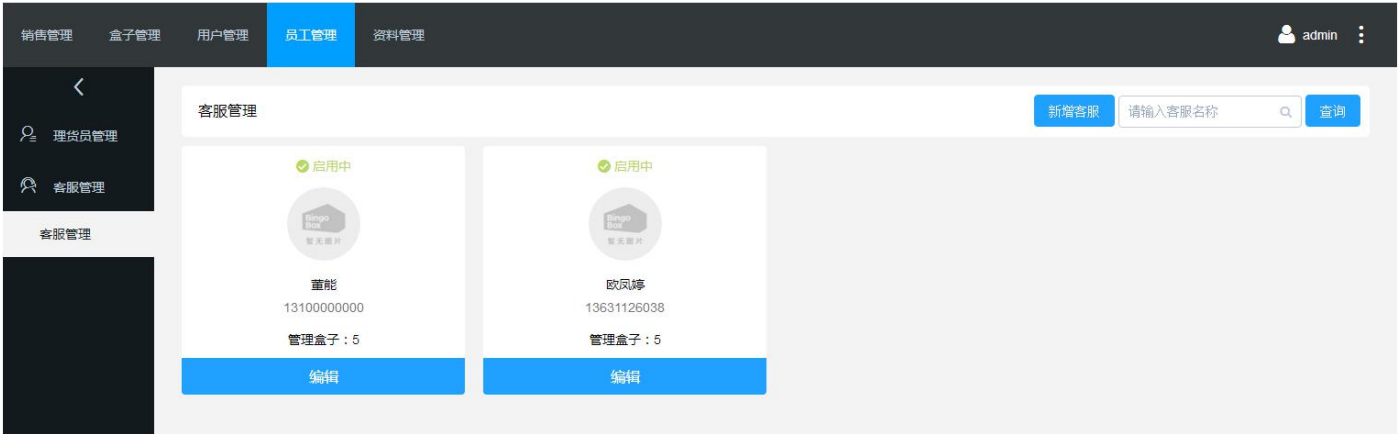 销售管理 盒子管理 用户管理 员工管理 资料管理 admin
理货员管理
客服管理
客服管理
客服管理 新增客服 请输入客服名称 查询
启用中 启用中
Bingo Bingo
Box Box
暂无图片 暂无图片
董能 欧凤婷
13100000000 13631126038
管理盒子：5 管理盒子：5
编辑 编辑